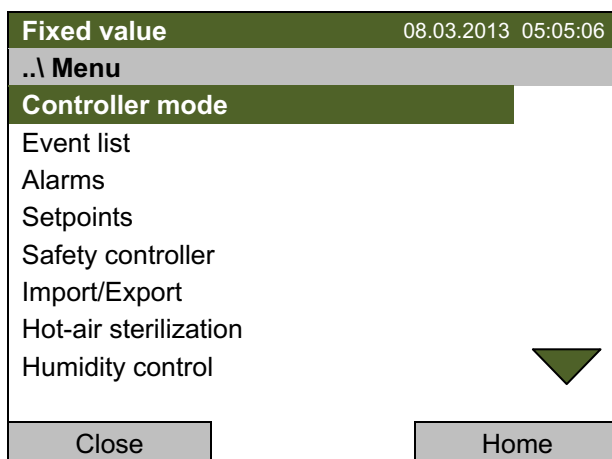 Fixed value 08.03.2013 05:05:06
..\ Menu
Controller mode
Event list
Alarms
Setpoints
Safety controller
Import/Export
Hot-air sterilization
Humidity control
Close Home